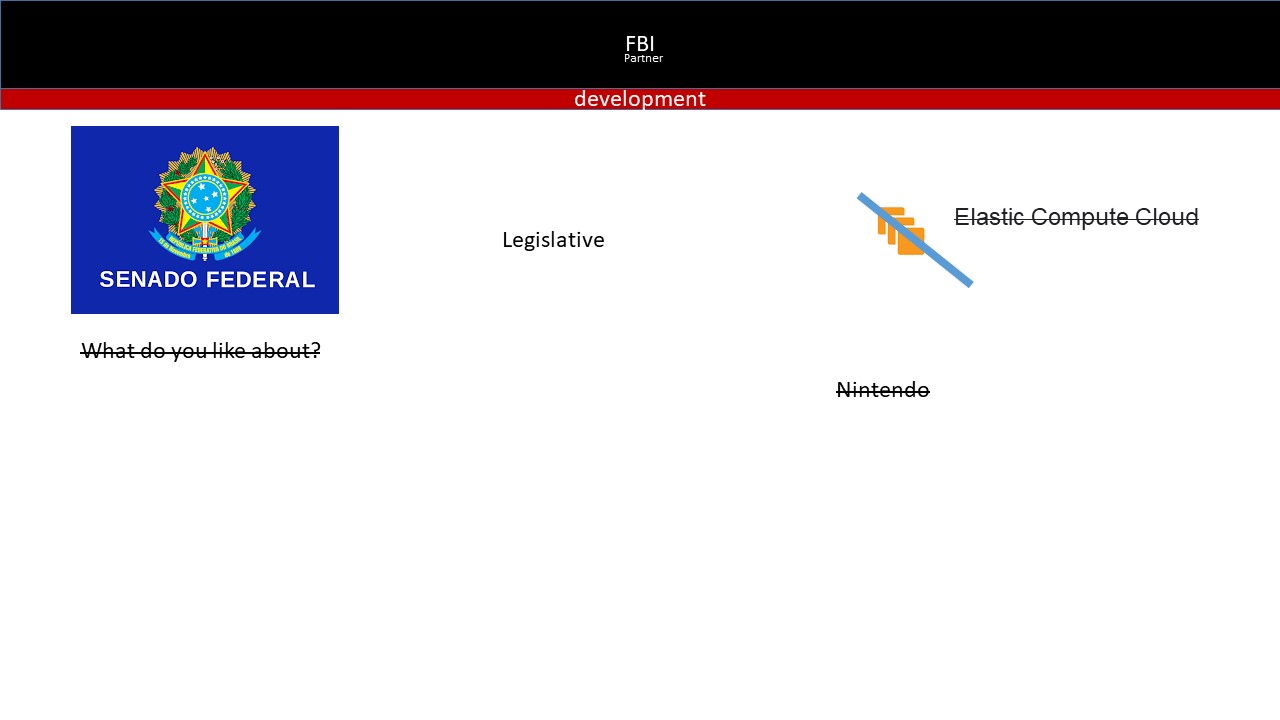 FBI
Partner
development
SENADO FEDERAL
Legislative
Elastic Compute Cloud
What do you like about?
Nintendo